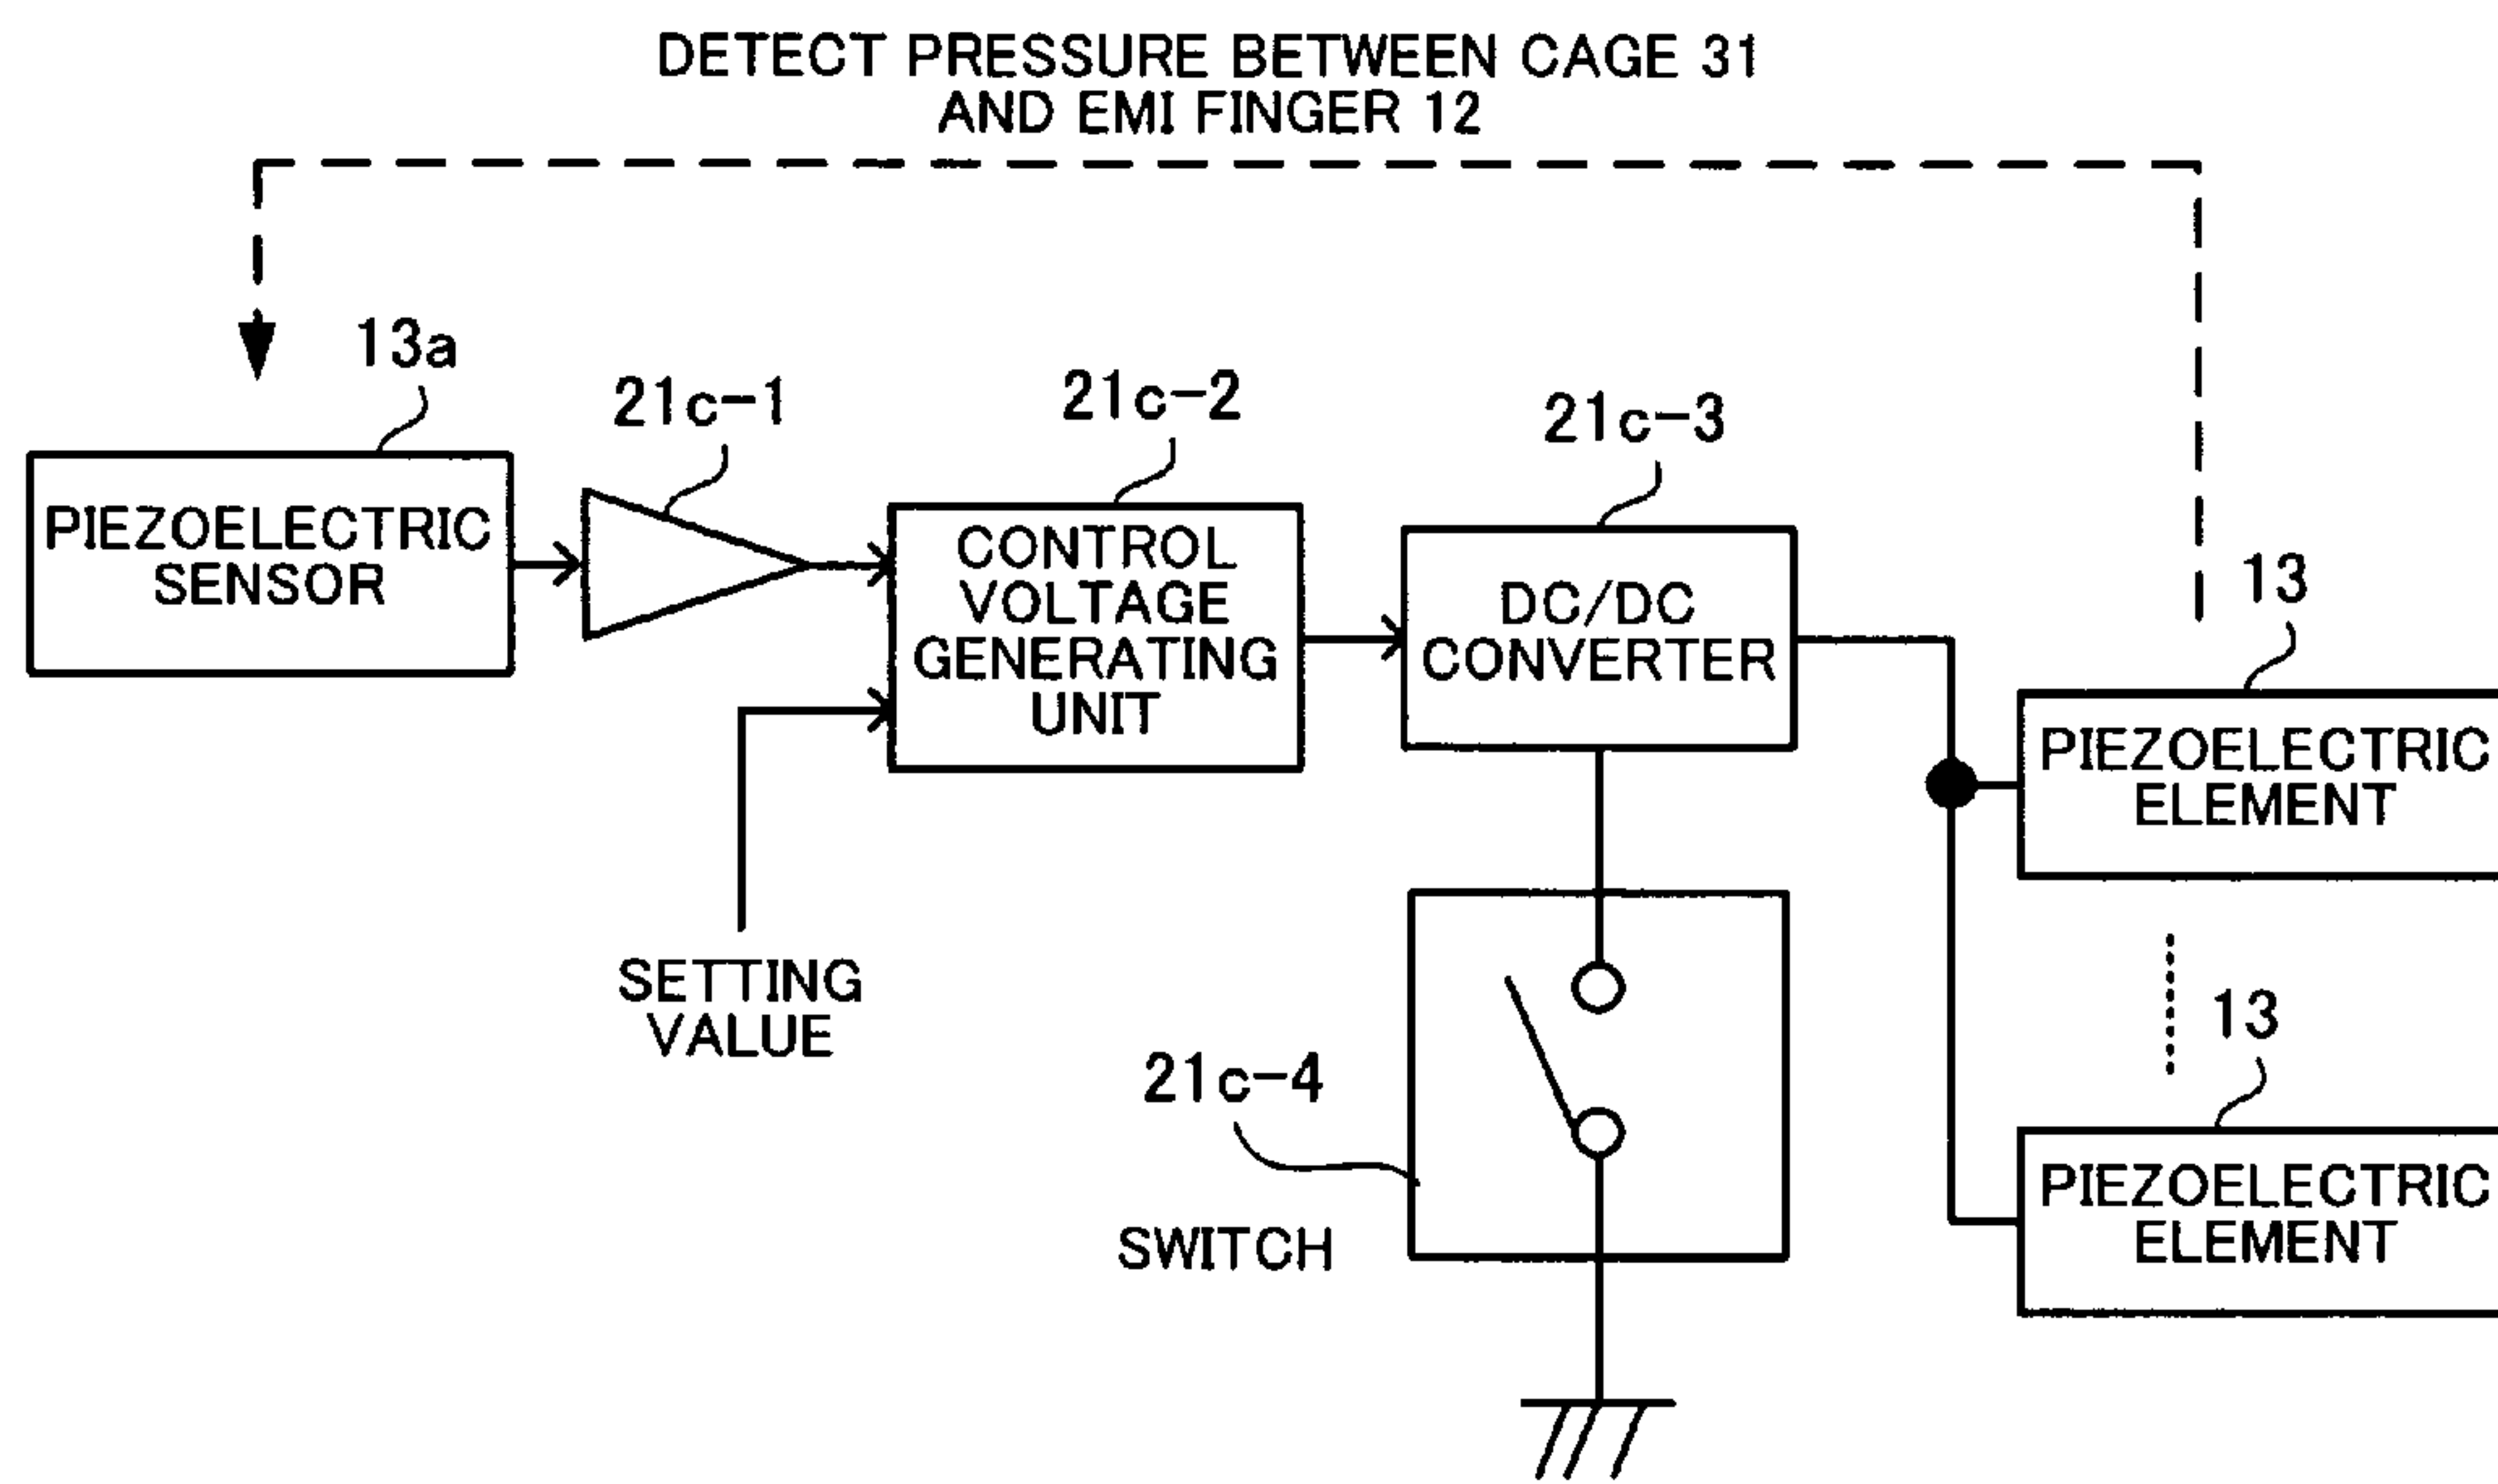 DETECT PRESSURE BETWEEN CAGE 31
AND EMI FINGER 12
13a
21c-1
21c-2
21c-3
PIEZOELECTRIC
SENSOR
CONTROL
VOLTAGE
GENERATING
UNIT
DC/DC
CONVERTER
13
PIEZOELECTRIC
ELEMENT
SETTING
VALUE
21c-4
SWITCH
13
PIEZOELECTRIC
ELEMENT